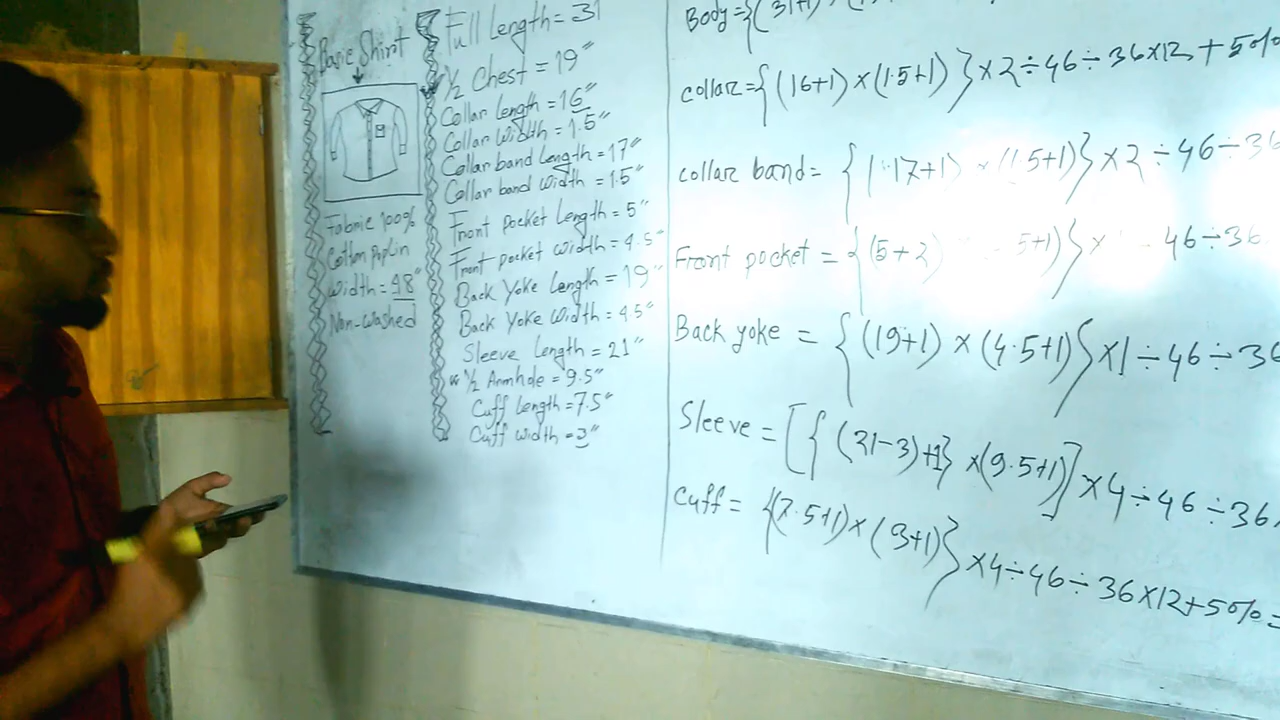 Basic Shirt
Fabric 100%
Cotton Poplin
Width = 48"
Non-washed
Full Length = 31
1/2 Chest = 19"
Collar Length = 16"
Collar Width = 1.5"
Collar band Length = 17"
Collar band width = 1.5"
Front pocket Length = 5"
Front pocket width = 4.5"
Back Yoke Length = 19"
Back Yoke Width = 4.5"
Sleeve Length = 21"
1/2 Armhole = 9.5"
Cuff Length = 7.5"
Cuff width = 3"
Body = {(31+1)
collar = {(16+1) × (1.5+1)} × 2 ÷ 46 ÷ 36 × 12 + 5%
collar band = {(17+1) × (1.5+1)} × 2 ÷ 46 ÷ 36
Front pocket = {(5+2) 5+1)} × 46 ÷ 36
Back yoke = {(19+1) × (4.5+1)} × 1 ÷ 46 ÷ 36
Sleeve = [{(21-3)+1} × (9.5+1)] × 4 ÷ 46 ÷ 36
Cuff = {(7.5+1) × (3+1)} × 4 ÷ 46 ÷ 36 × 12 + 5% =